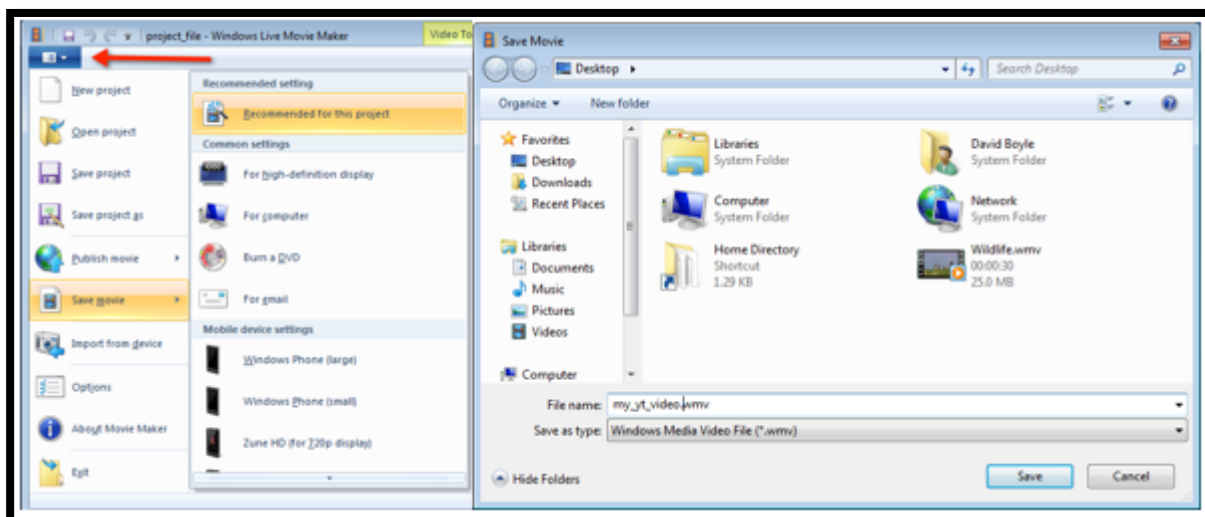 project_file - Windows Live Movie Maker
Video To
New project
Open project
Save project
Save project as
Publish movie
Save movie
Import from device
Options
About Movie Maker
Exit
Recommended setting
Recommended for this project
Common settings
For high-definition display
For computer
Burn a DVD
For email
Mobile device settings
Windows Phone (large)
Windows Phone (small)
Zune HD (for 720p display)
Save Movie
Desktop
Search Desktop
Organize
New folder
Favorites
Desktop
Downloads
Recent Places
Libraries
Documents
Music
Pictures
Videos
Computer
Libraries
System Folder
David Boyle
System Folder
Computer
System Folder
Network
System Folder
Home Directory
Shortcut
1.29 KB
Wildlife.wmv
00:00:30
25.0 MB
File name: my_yt_video.wmv
Save as type: Windows Media Video File (*.wmv)
Hide Folders
Save
Cancel